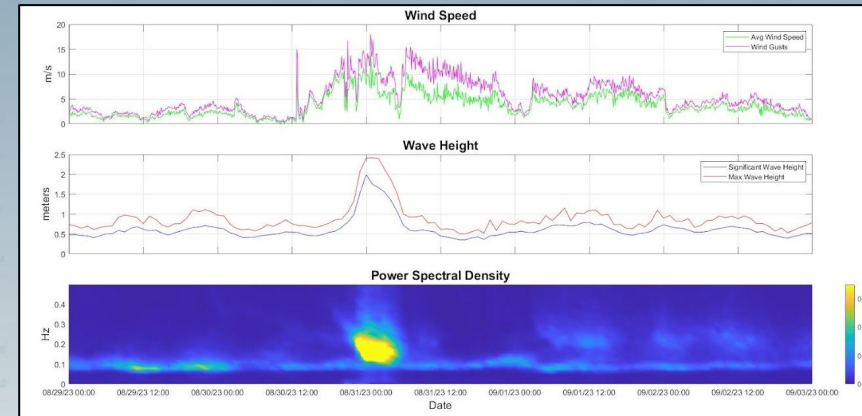 Wind Speed
20
15
10
5
0
m/s
Avg Wind Speed
Wind Gusts
Wave Height
2.5
2
1.5
1
0.5
0
meters
Significant Wave Height
Max Wave Height
Power Spectral Density
0.4
0.3
0.2
0.1
0
Hz
08/29/23 00:00 08/29/23 12:00 08/30/23 00:00 08/30/23 12:00 08/31/23 00:00 08/31/23 12:00 09/01/23 00:00 09/01/23 12:00 09/02/23 00:00 09/02/23 12:00 09/03/23 00:00
Date